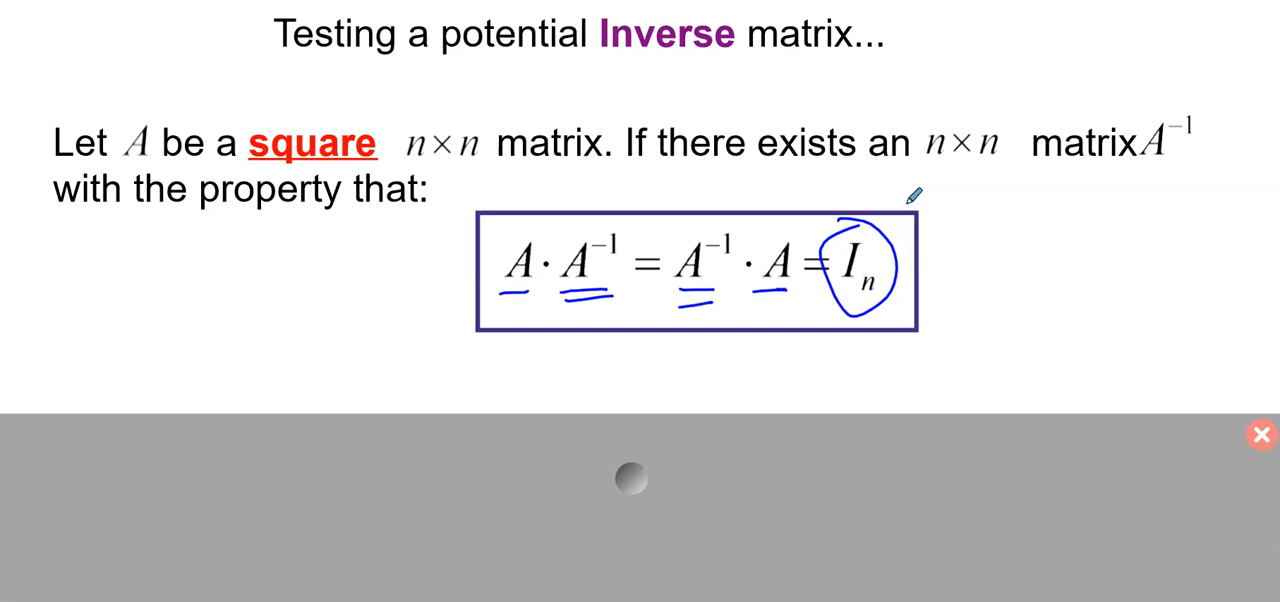 Testing a potential Inverse matrix...
Let A be a square n×n matrix. If there exists an n×n matrix A⁻¹
with the property that:
A · A⁻¹ = A⁻¹ · A = Iₙ